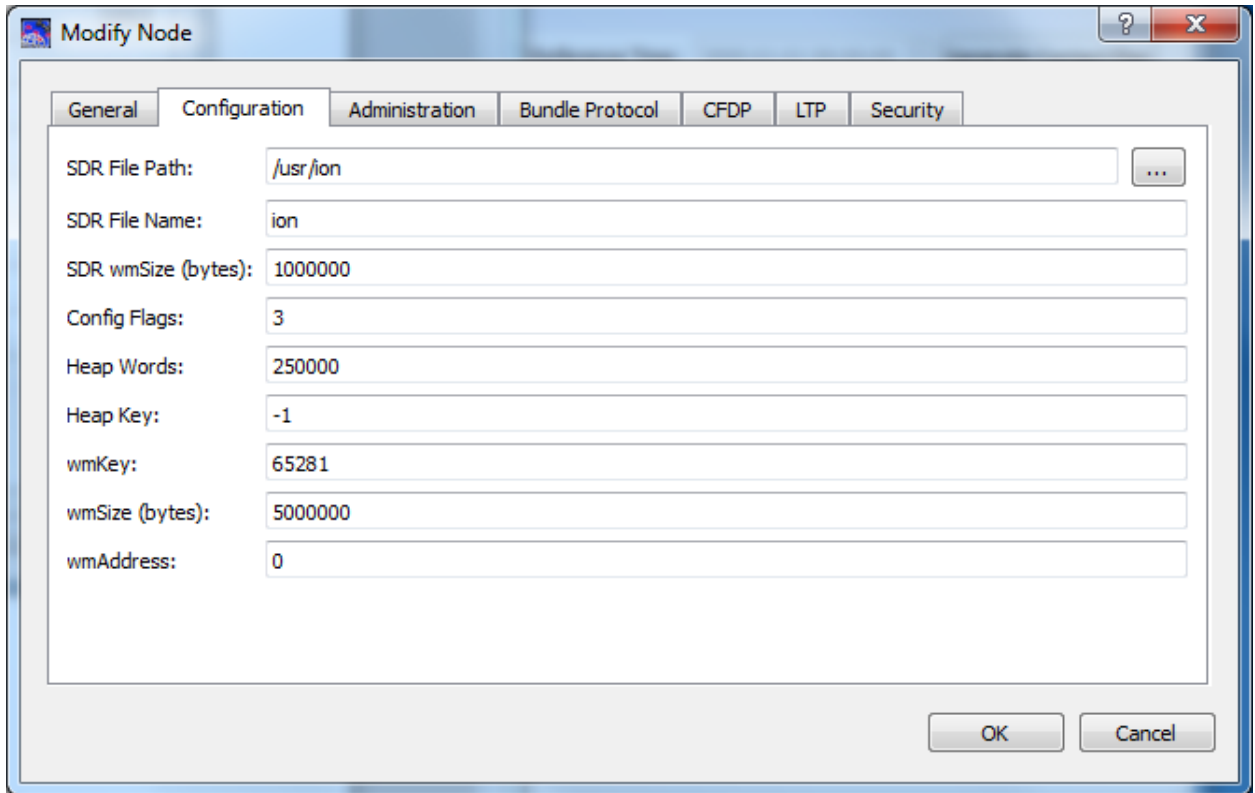 Modify Node
General Configuration Administration Bundle Protocol CFDP LTP Security
SDR File Path: /usr/ion ...
SDR File Name: ion
SDR wmSize (bytes): 1000000
Config Flags: 3
Heap Words: 250000
Heap Key: -1
wmKey: 65281
wmSize (bytes): 5000000
wmAddress: 0
OK Cancel